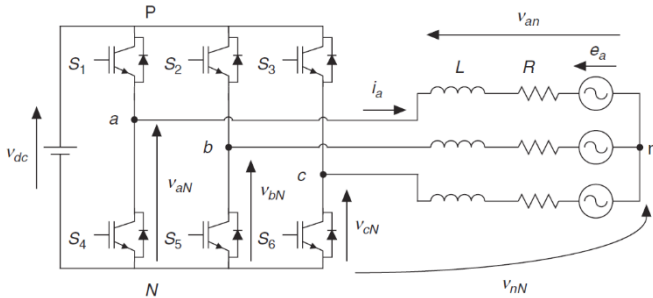 P
v_an
S_1
S_2
S_3
L
R
e_a
i_a
a
v_dc
b
n
c
v_aN
v_bN
v_cN
S_4
S_5
S_6
N
v_nN